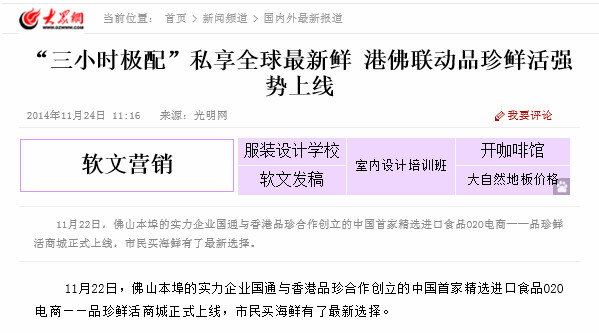 大众网
WWW.DZWWW.COM
当前位置： 首页 > 新闻频道 > 国内外最新报道
“三小时极配”私享全球最新鲜 港佛联动品珍鲜活强
势上线
2014年11月24日 11:16 来源：光明网 我要评论
软文营销
服装设计学校
软文发稿
室内设计培训班
开咖啡馆
大自然地板价格
11月22日，佛山本埠的实力企业国通与香港品珍合作创立的中国首家精选进口食品O2O电商——品珍鲜
活商城正式上线，市民买海鲜有了最新选择。
11月22日，佛山本埠的实力企业国通与香港品珍合作创立的中国首家精选进口食品O2O
电商——品珍鲜活商城正式上线，市民买海鲜有了最新选择。